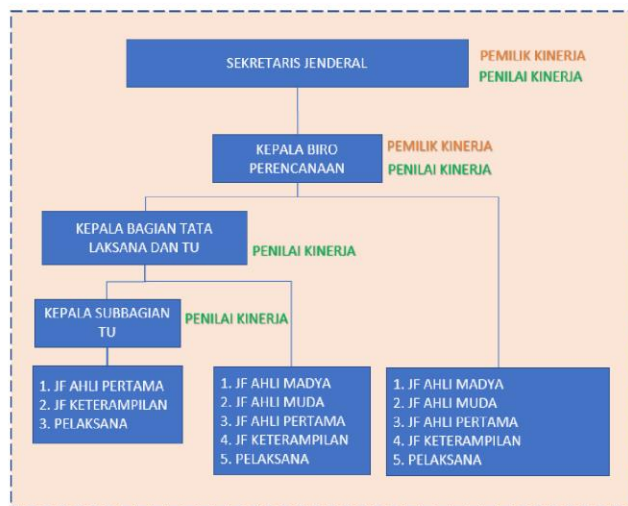 SEKRETARIS JENDERAL
PEMILIK KINERJA
PENILAI KINERJA
KEPALA BIRO
PERENCANAAN
PEMILIK KINERJA
PENILAI KINERJA
KEPALA BAGIAN TATA
LAKSANA DAN TU
PENILAI KINERJA
KEPALA SUBBAGIAN
TU
PENILAI KINERJA
1. JF AHLI PERTAMA
2. JF KETERAMPILAN
3. PELAKSANA
1. JF AHLI MADYA
2. JF AHLI MUDA
3. JF AHLI PERTAMA
4. JF KETERAMPILAN
5. PELAKSANA
1. JF AHLI MADYA
2. JF AHLI MUDA
3. JF AHLI PERTAMA
4. JF KETERAMPILAN
5. PELAKSANA